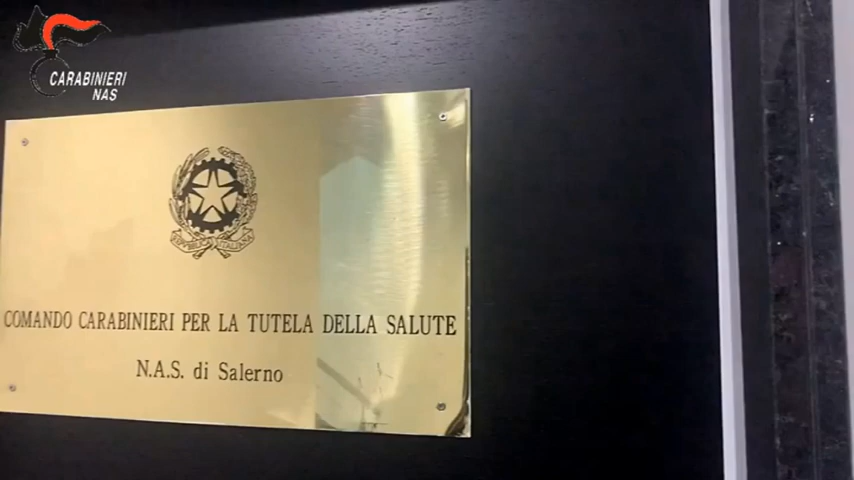 CARABINIERI
NAS
REPVBBLICA ITALIANA
COMANDO CARABINIERI PER LA TUTELA DELLA SALUTE
N.A.S. di Salerno